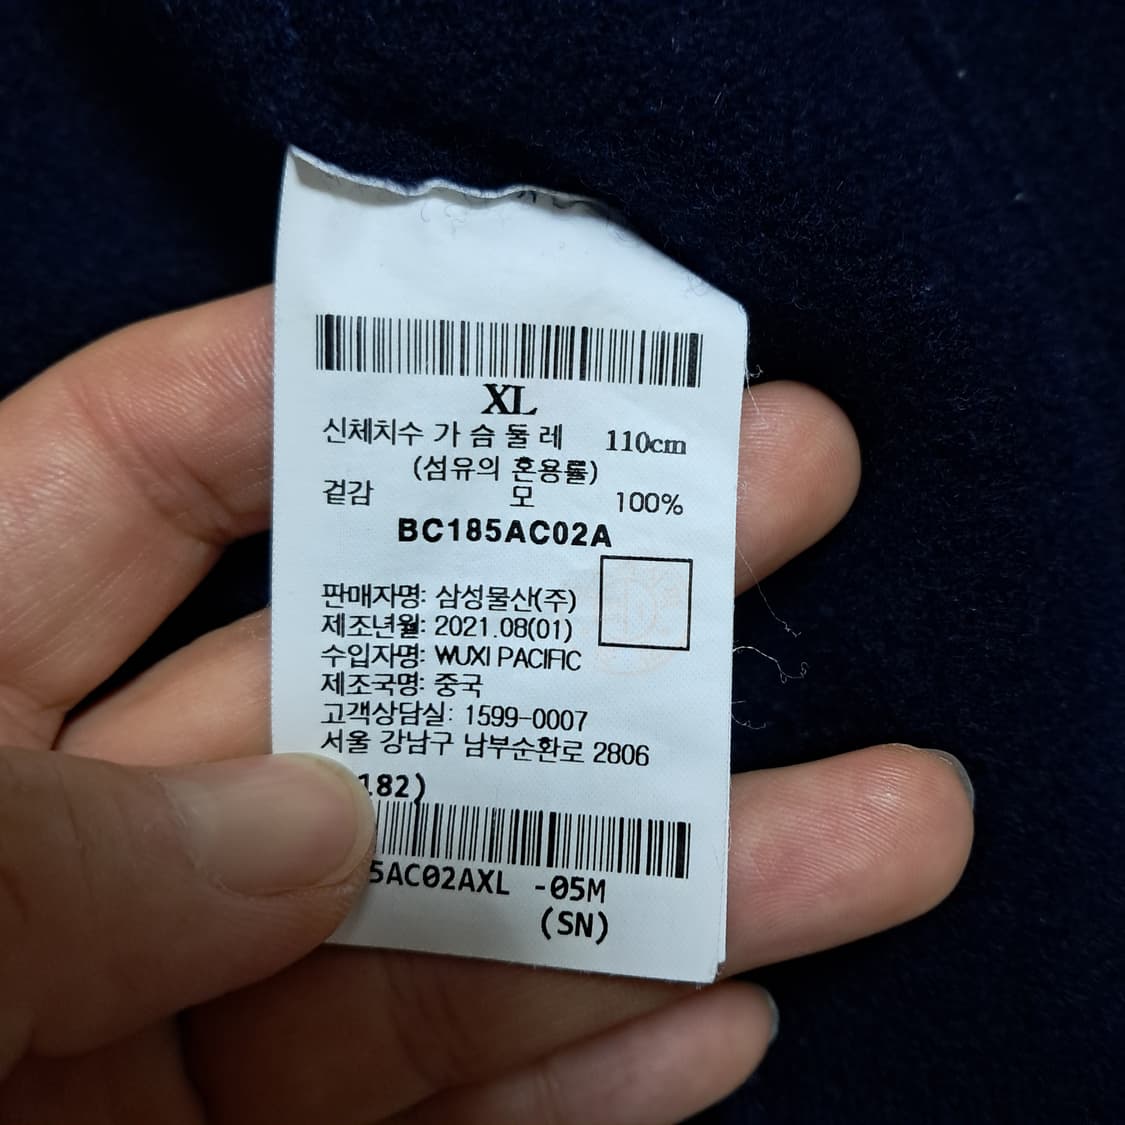 XL
신체치수 가 슴 둘 레 110cm
(섬유의 혼용률)
겉감 모 100%
BC185AC02A
판매자명: 삼성물산(주)
제조년월: 2021.08(01)
수입자명: WUXI PACIFIC
제조국명: 중국
고객상담실: 1599-0007
서울 강남구 남부순환로 2806
182)
5AC02AXL -05M
(SN)